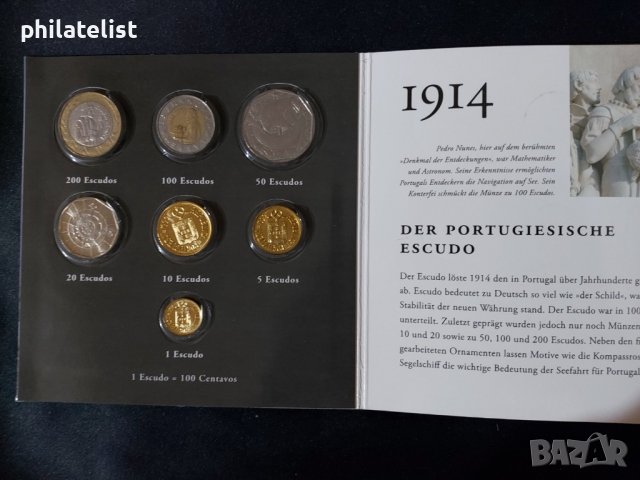 philatelist
200 Escudos
100 Escudos
50 Escudos
20 Escudos
10 Escudos
5 Escudos
1 Escudo
1 Escudo = 100 Centavos
1914
Pedro Nunes, hier auf dem berühmten
»Denkmal der Entdeckungen«, war Mathematiker
und Astronom. Seine Erkenntnisse ermöglichten
Portugals Entdeckern die Navigation auf See. Sein
Konterfei schmückt die Münze zu 100 Escudos.
DER PORTUGIESISCHE
ESCUDO
Der Escudo löste 1914 den in Portugal über Jahrhunderte g
ab. Escudo bedeutet zu Deutsch so viel wie »der Schild«, wa
Stabilität der neuen Währung stand. Der Escudo war in 100
unterteilt. Zuletzt geprägt wurden jedoch nur noch Münzen
10 und 20 sowie zu 50, 100 und 200 Escudos. Neben den fi
gearbeiteten Ornamenten lassen Motive wie die Kompassros
Segelschiff die wichtige Bedeutung der Seefahrt für Portugal
BAZAR